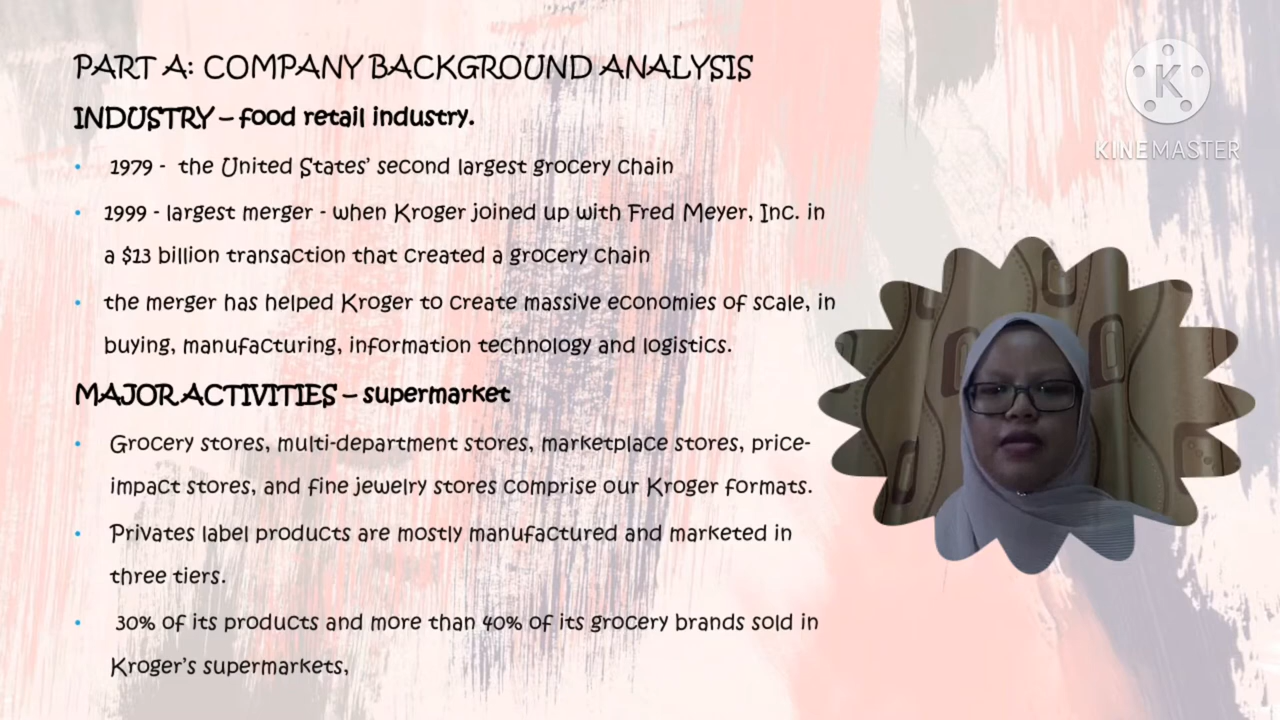 PART A: COMPANY BACKGROUND ANALYSIS
INDUSTRY – food retail industry.
• 1979 - the United States’ second largest grocery chain
• 1999 - largest merger - when Kroger joined up with Fred Meyer, Inc. in
a $13 billion transaction that created a grocery chain
• the merger has helped Kroger to create massive economies of scale, in
buying, manufacturing, information technology and logistics.
MAJOR ACTIVITIES – supermarket
• Grocery stores, multi-department stores, marketplace stores, price-
impact stores, and fine jewelry stores comprise our Kroger formats.
• Privates label products are mostly manufactured and marketed in
three tiers.
• 30% of its products and more than 40% of its grocery brands sold in
Kroger’s supermarkets,
K
KINEMASTER